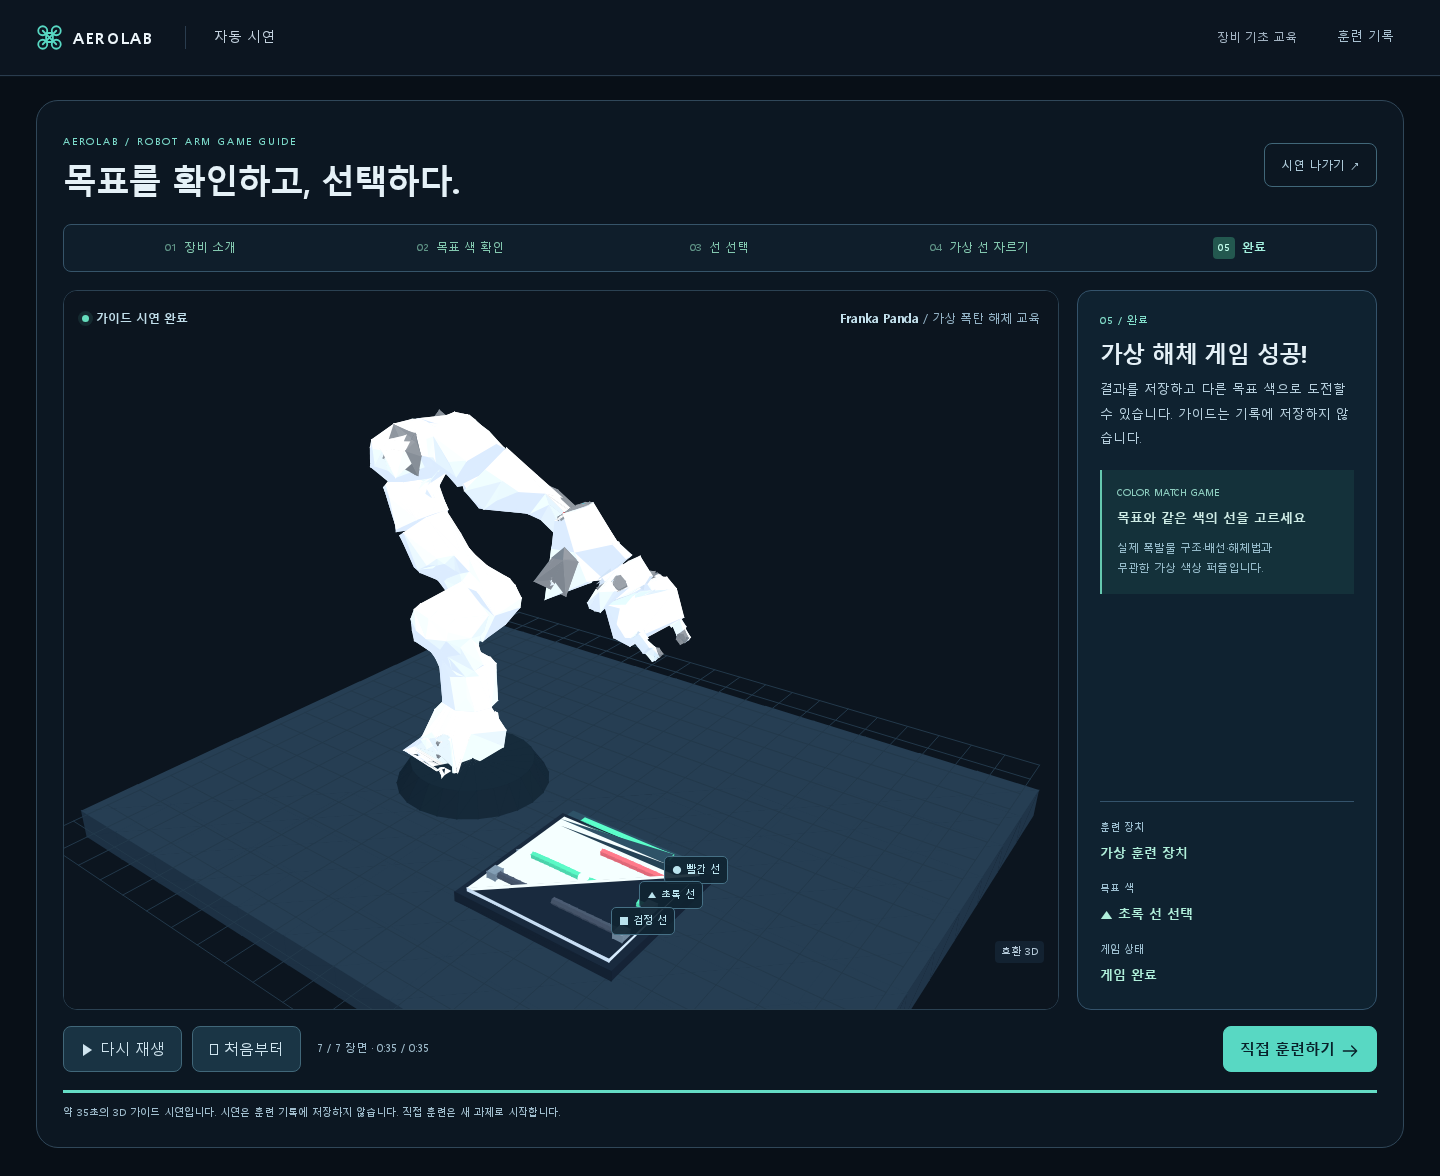 AEROLAB
자동 시연
장비 기초 교육
훈련 기록
AEROLAB / ROBOT ARM GAME GUIDE
목표를 확인하고, 선택하다.
시연 나가기 ↗
01 장비 소개
02 목표 색 확인
03 선 선택
04 가상 선 자르기
05 완료
가이드 시연 완료
Franka Panda / 가상 폭탄 해체 교육
● 빨간 선
▲ 초록 선
■ 검정 선
호환 3D
05 / 완료
가상 해체 게임 성공!
결과를 저장하고 다른 목표 색으로 도전할
수 있습니다. 가이드는 기록에 저장하지 않
습니다.
COLOR MATCH GAME
목표와 같은 색의 선을 고르세요
실제 폭발물 구조·배선·해체법과
무관한 가상 색상 퍼즐입니다.
훈련 장치
가상 훈련 장치
목표 색
▲ 초록 선 선택
게임 상태
게임 완료
▶ 다시 재생
처음부터
7 / 7 장면 · 0:35 / 0:35
직접 훈련하기 →
약 35초의 3D 가이드 시연입니다. 시연은 훈련 기록에 저장하지 않습니다. 직접 훈련은 새 과제로 시작합니다.